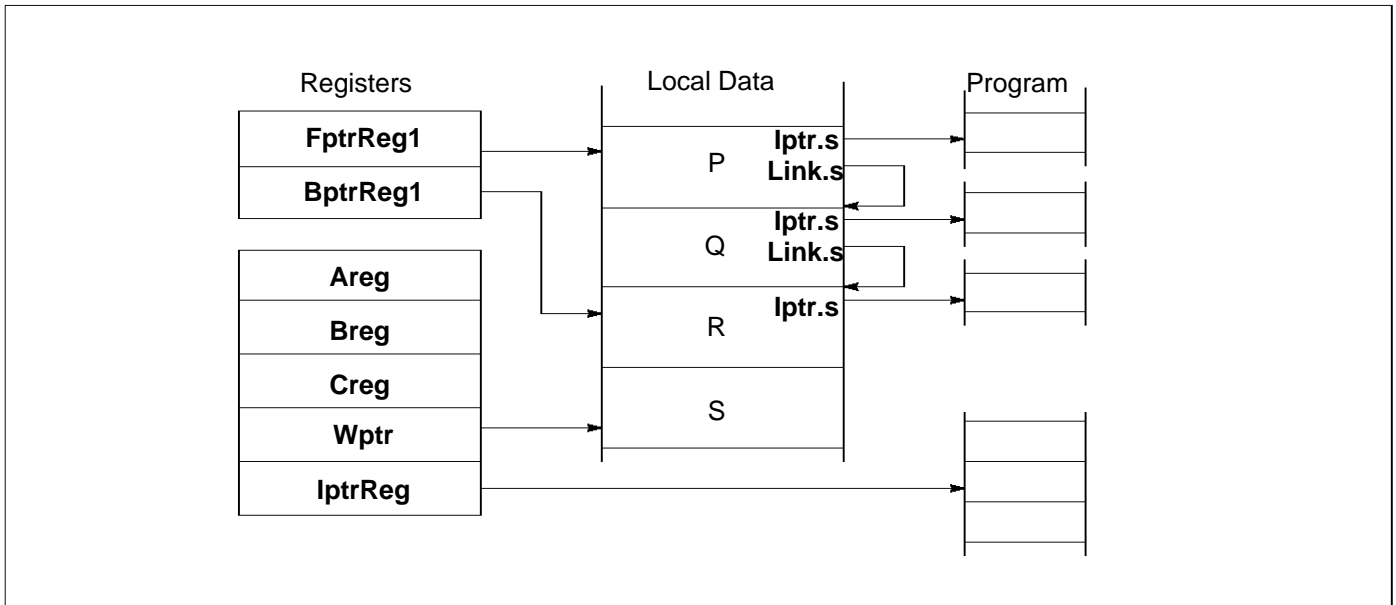 Registers
Local Data
Program
FptrReg1
BptrReg1
Areg
Breg
Creg
Wptr
IptrReg
P
Iptr.s
Link.s
Q
Iptr.s
Link.s
R
Iptr.s
S